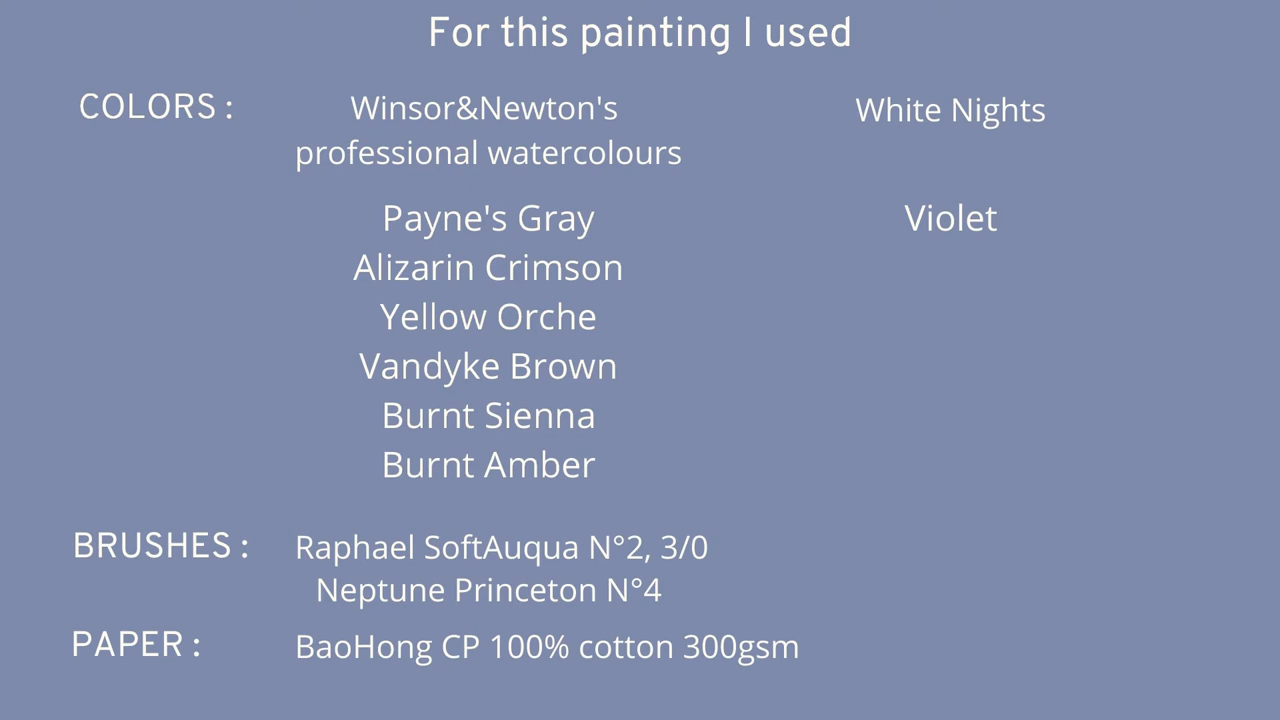 For this painting I used
COLORS :
Winsor&Newton's
professional watercolours
White Nights
Payne's Gray
Violet
Alizarin Crimson
Yellow Orche
Vandyke Brown
Burnt Sienna
Burnt Amber
BRUSHES :
Raphael SoftAuqua N°2, 3/0
Neptune Princeton N°4
PAPER :
BaoHong CP 100% cotton 300gsm